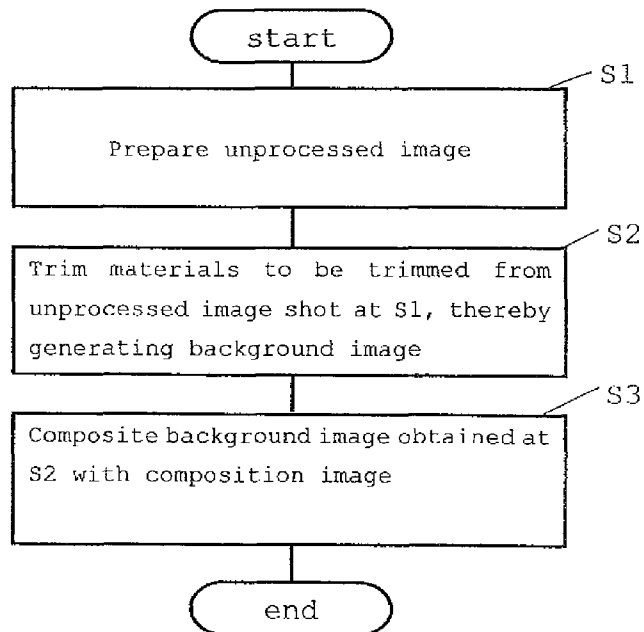 start
S1
Prepare unprocessed image
S2
Trim materials to be trimmed from
unprocessed image shot at S1, thereby
generating background image
S3
Composite background image obtained at
S2 with composition image
end